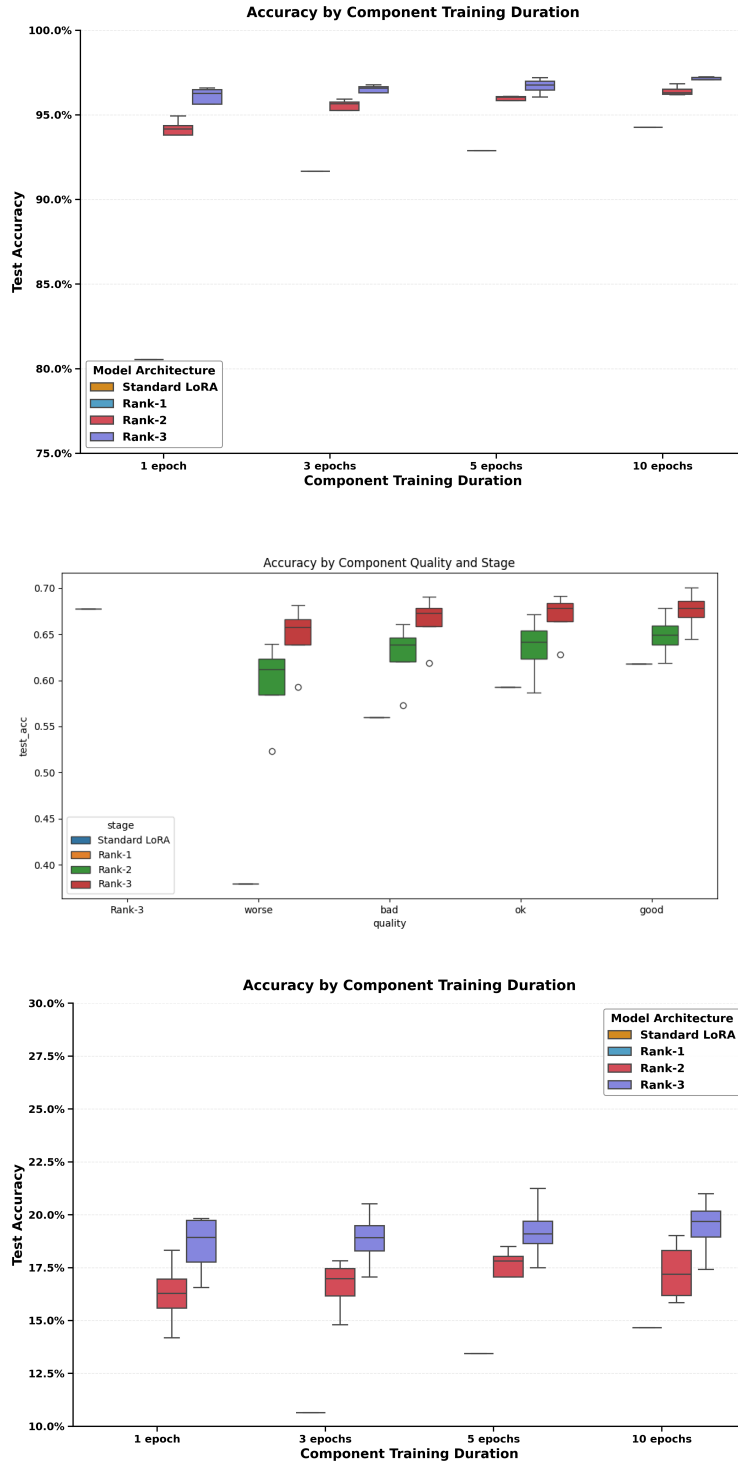 Accuracy by Component Training Duration
100.0%
95.0%
90.0%
85.0%
80.0%
75.0%
Test Accuracy
Model Architecture
Standard LoRA
Rank-1
Rank-2
Rank-3
1 epoch 3 epochs 5 epochs 10 epochs
Component Training Duration
Accuracy by Component Quality and Stage
0.70
0.65
0.60
0.55
0.50
0.45
0.40
test_acc
stage
Standard LoRA
Rank-1
Rank-2
Rank-3
Rank-3 worse bad ok good
quality
Accuracy by Component Training Duration
30.0%
27.5%
25.0%
22.5%
20.0%
17.5%
15.0%
12.5%
10.0%
Test Accuracy
Model Architecture
Standard LoRA
Rank-1
Rank-2
Rank-3
1 epoch 3 epochs 5 epochs 10 epochs
Component Training Duration